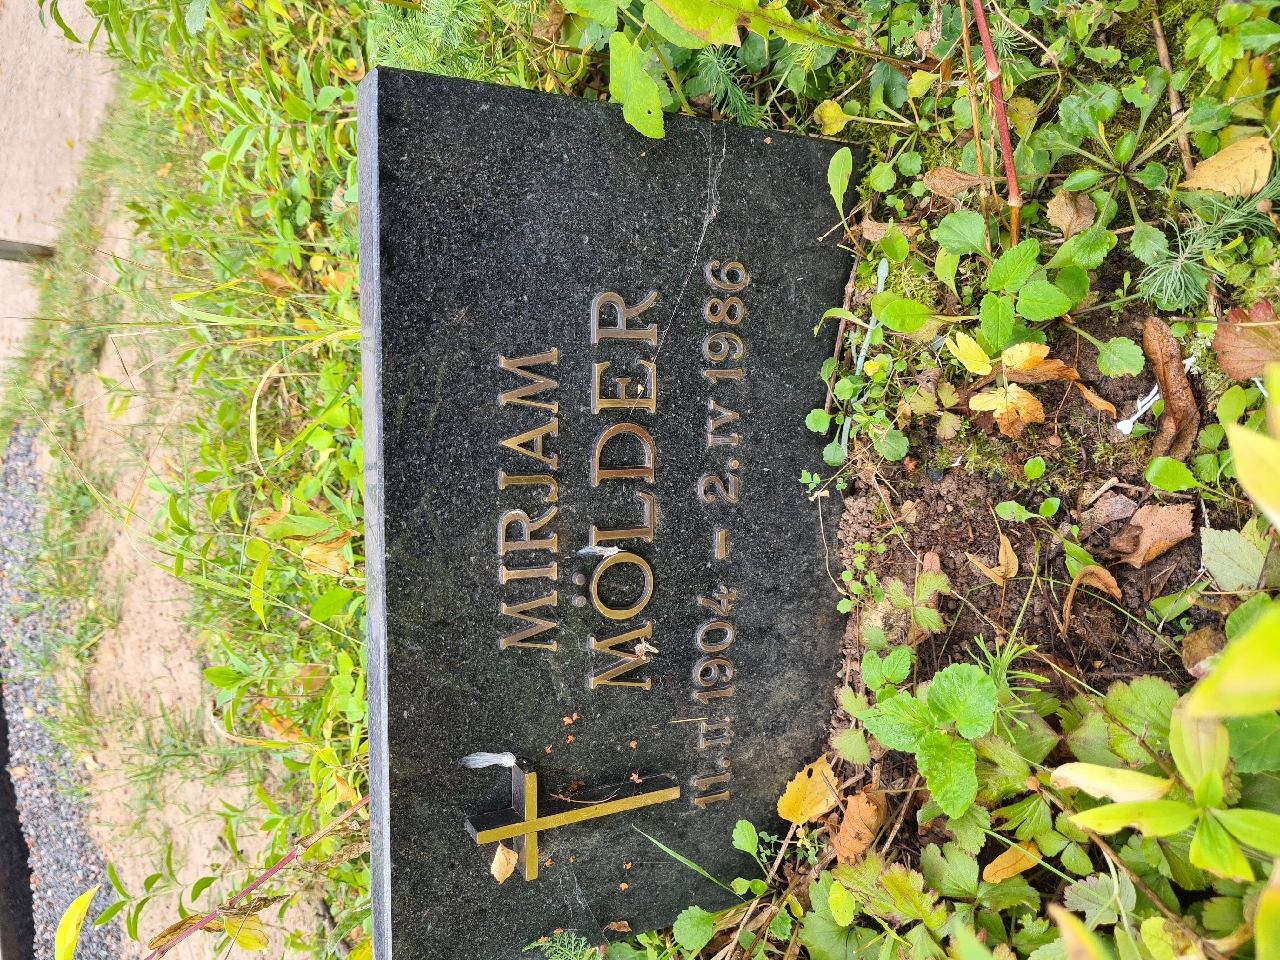 MIRJAM
MÖLDER
11.II 1904 – 2.IV 1986